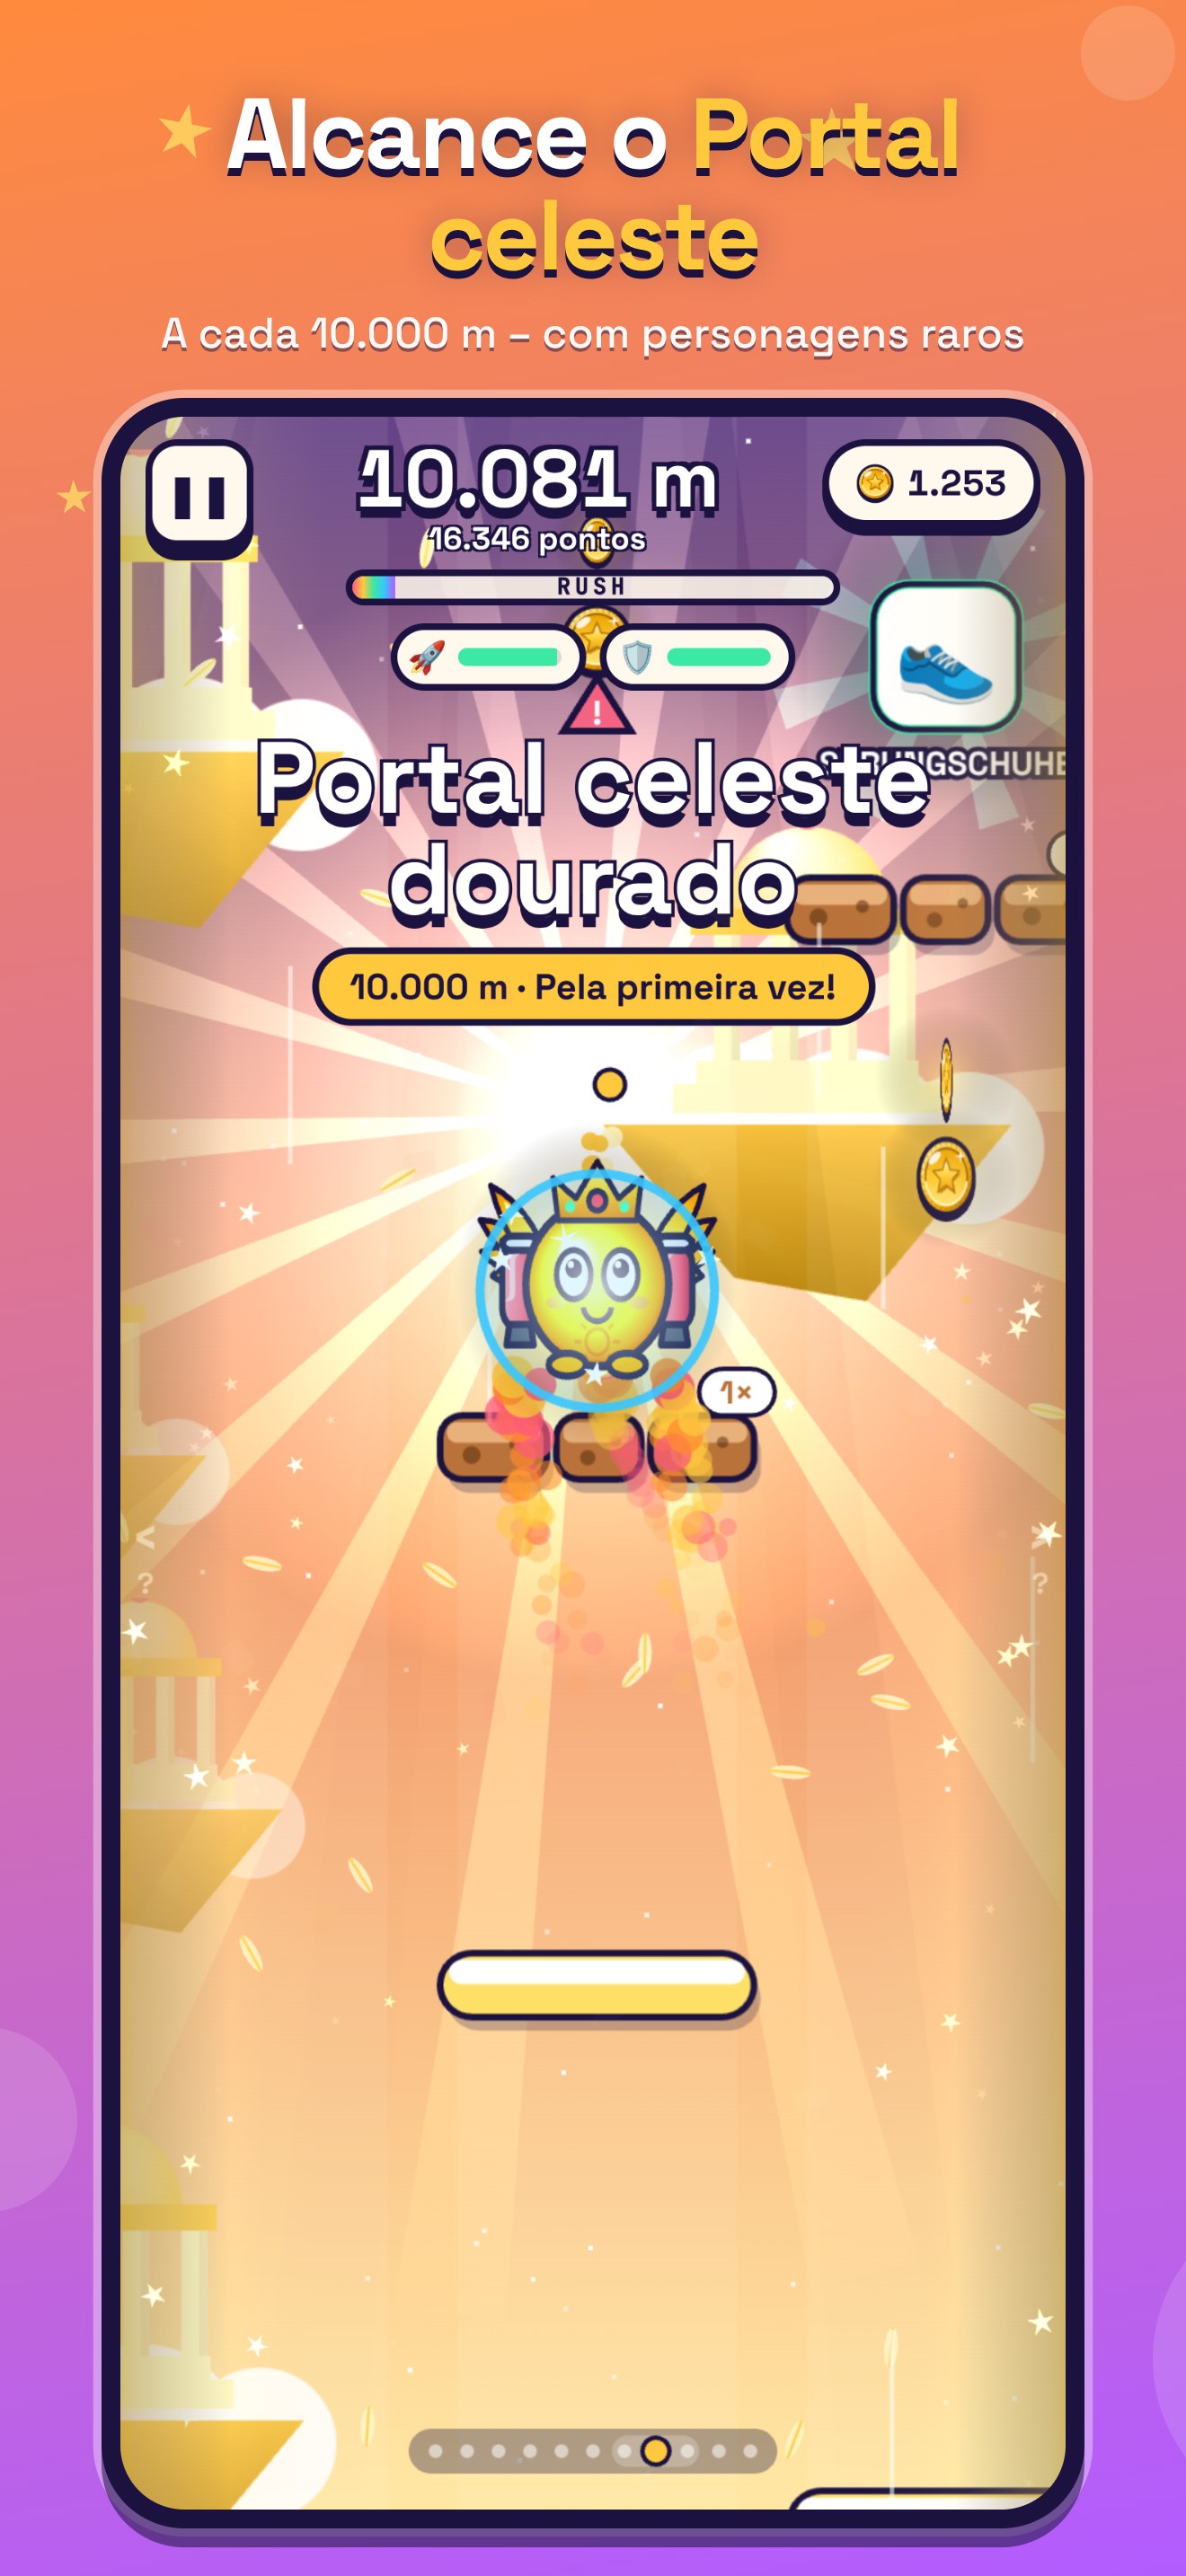 Alcance o Portal
celeste
A cada 10.000 m – com personagens raros
10.081 m
1.253
16.346 pontos
RUSH
!
Portal celeste
dourado
10.000 m · Pela primeira vez!
1×
<
?
?